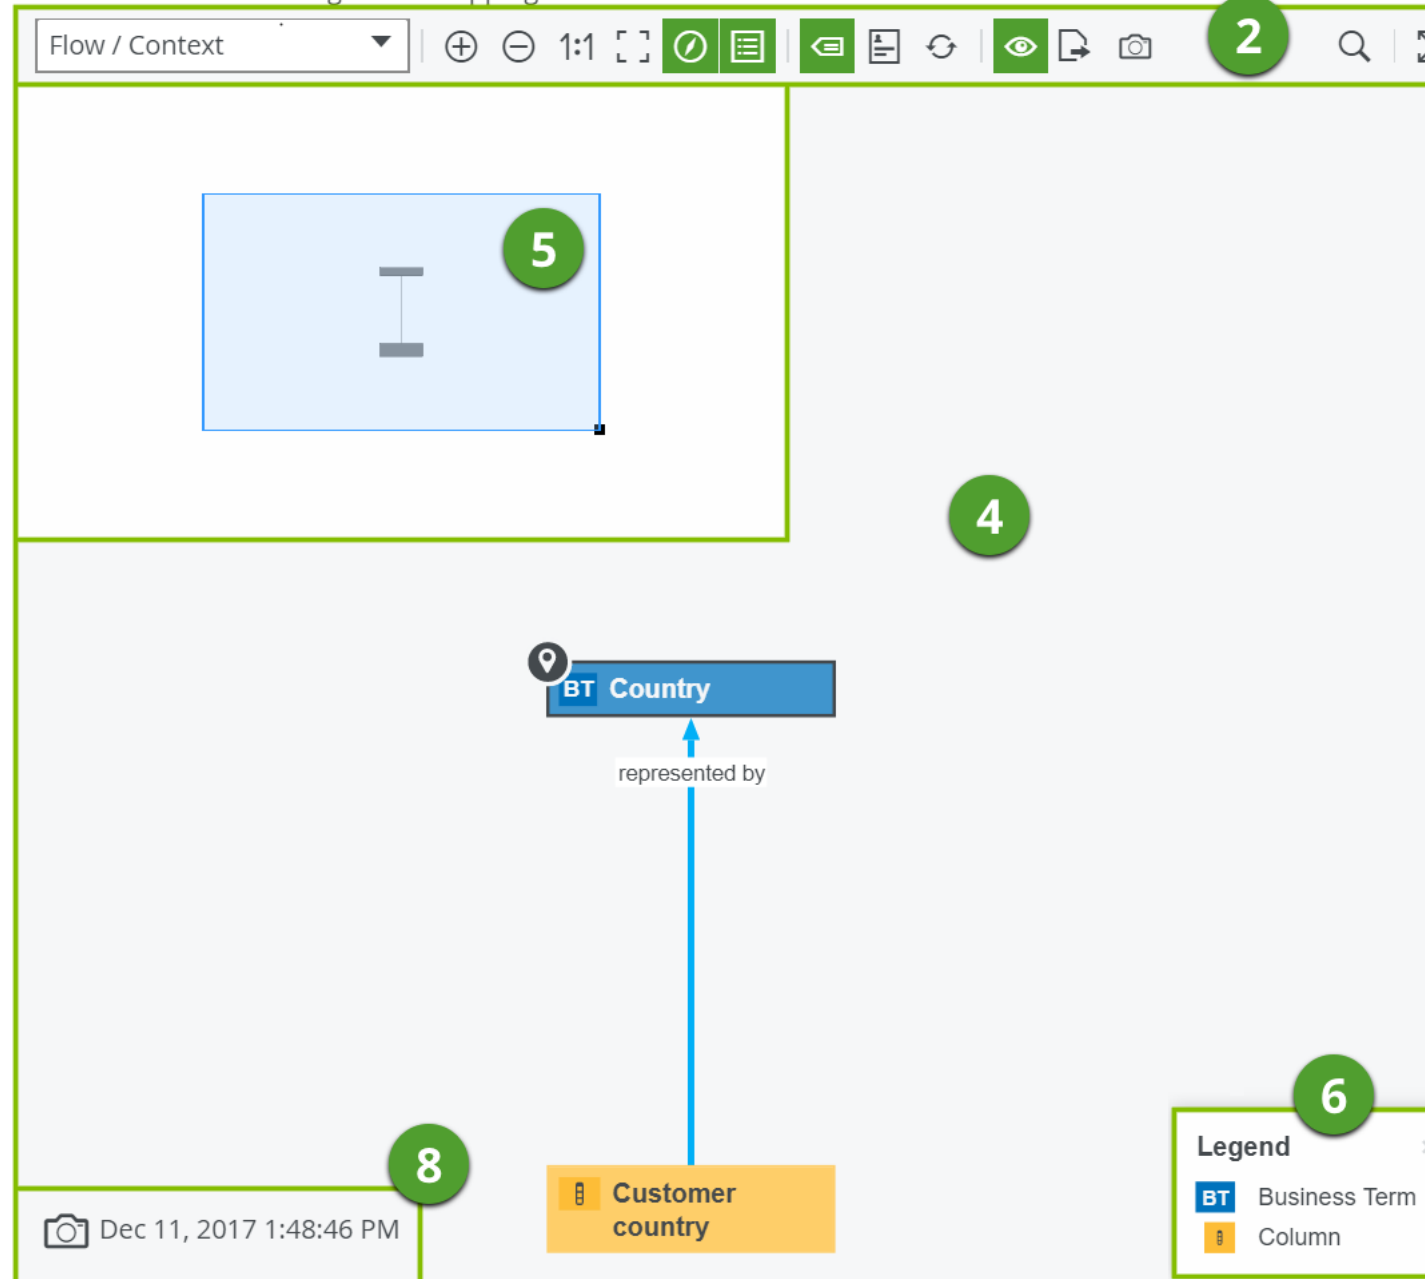 Flow / Context
1:1
2
5
4
BT Country
represented by
6
Legend
BT Business Term
Column
8
Customer
country
Dec 11, 2017 1:48:46 PM